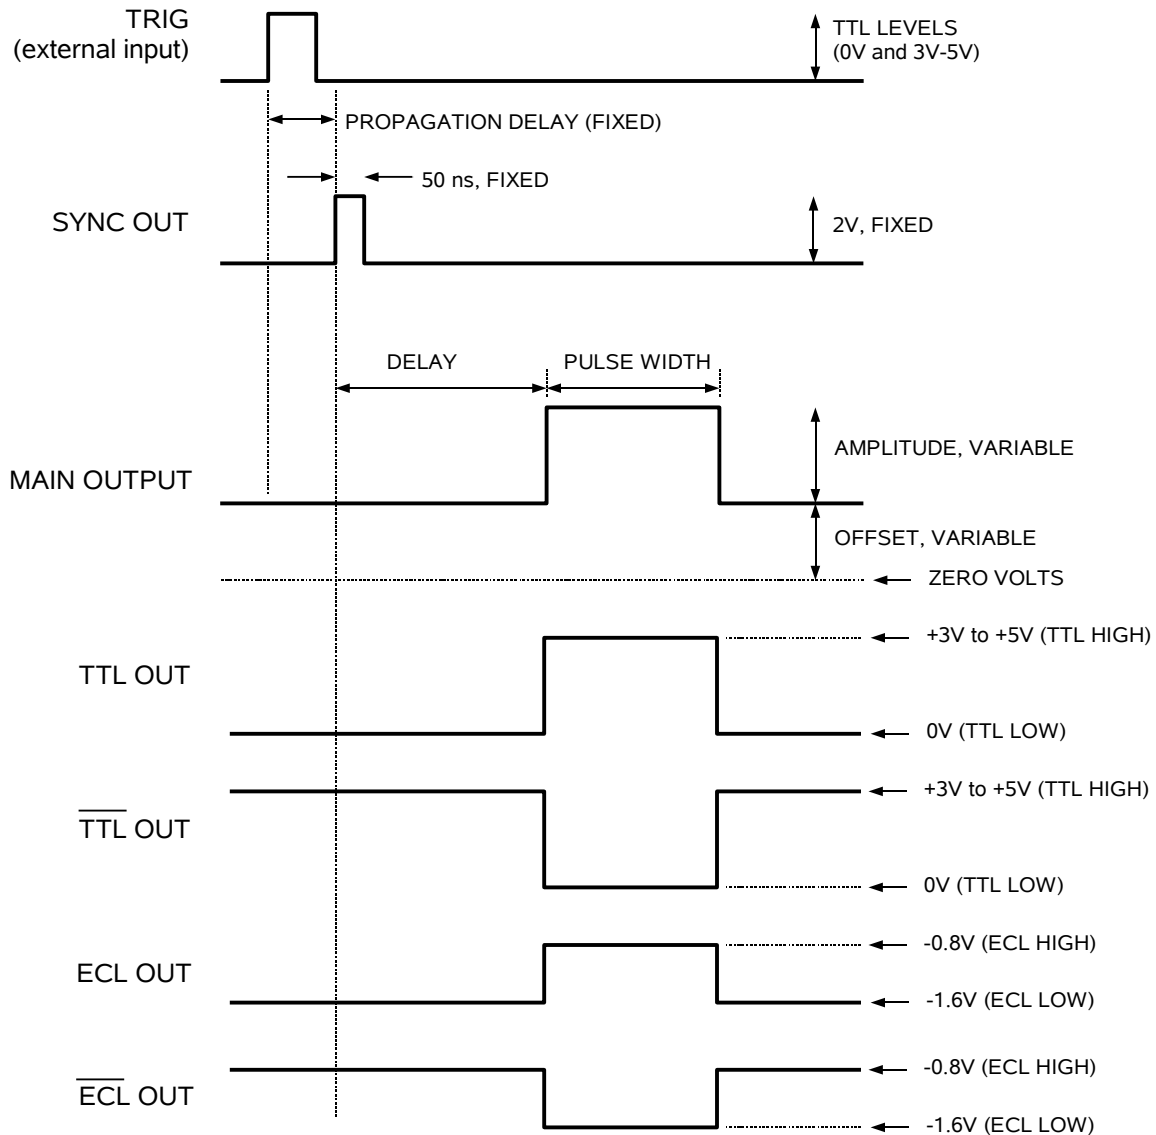 TRIG
(external input)
TTL LEVELS
(0V and 3V-5V)
PROPAGATION DELAY (FIXED)
50 ns, FIXED
SYNC OUT
2V, FIXED
DELAY
PULSE WIDTH
MAIN OUTPUT
AMPLITUDE, VARIABLE
OFFSET, VARIABLE
ZERO VOLTS
TTL OUT
+3V to +5V (TTL HIGH)
0V (TTL LOW)
T̅T̅L̅ OUT
+3V to +5V (TTL HIGH)
0V (TTL LOW)
ECL OUT
-0.8V (ECL HIGH)
-1.6V (ECL LOW)
E̅C̅L̅ OUT
-0.8V (ECL HIGH)
-1.6V (ECL LOW)